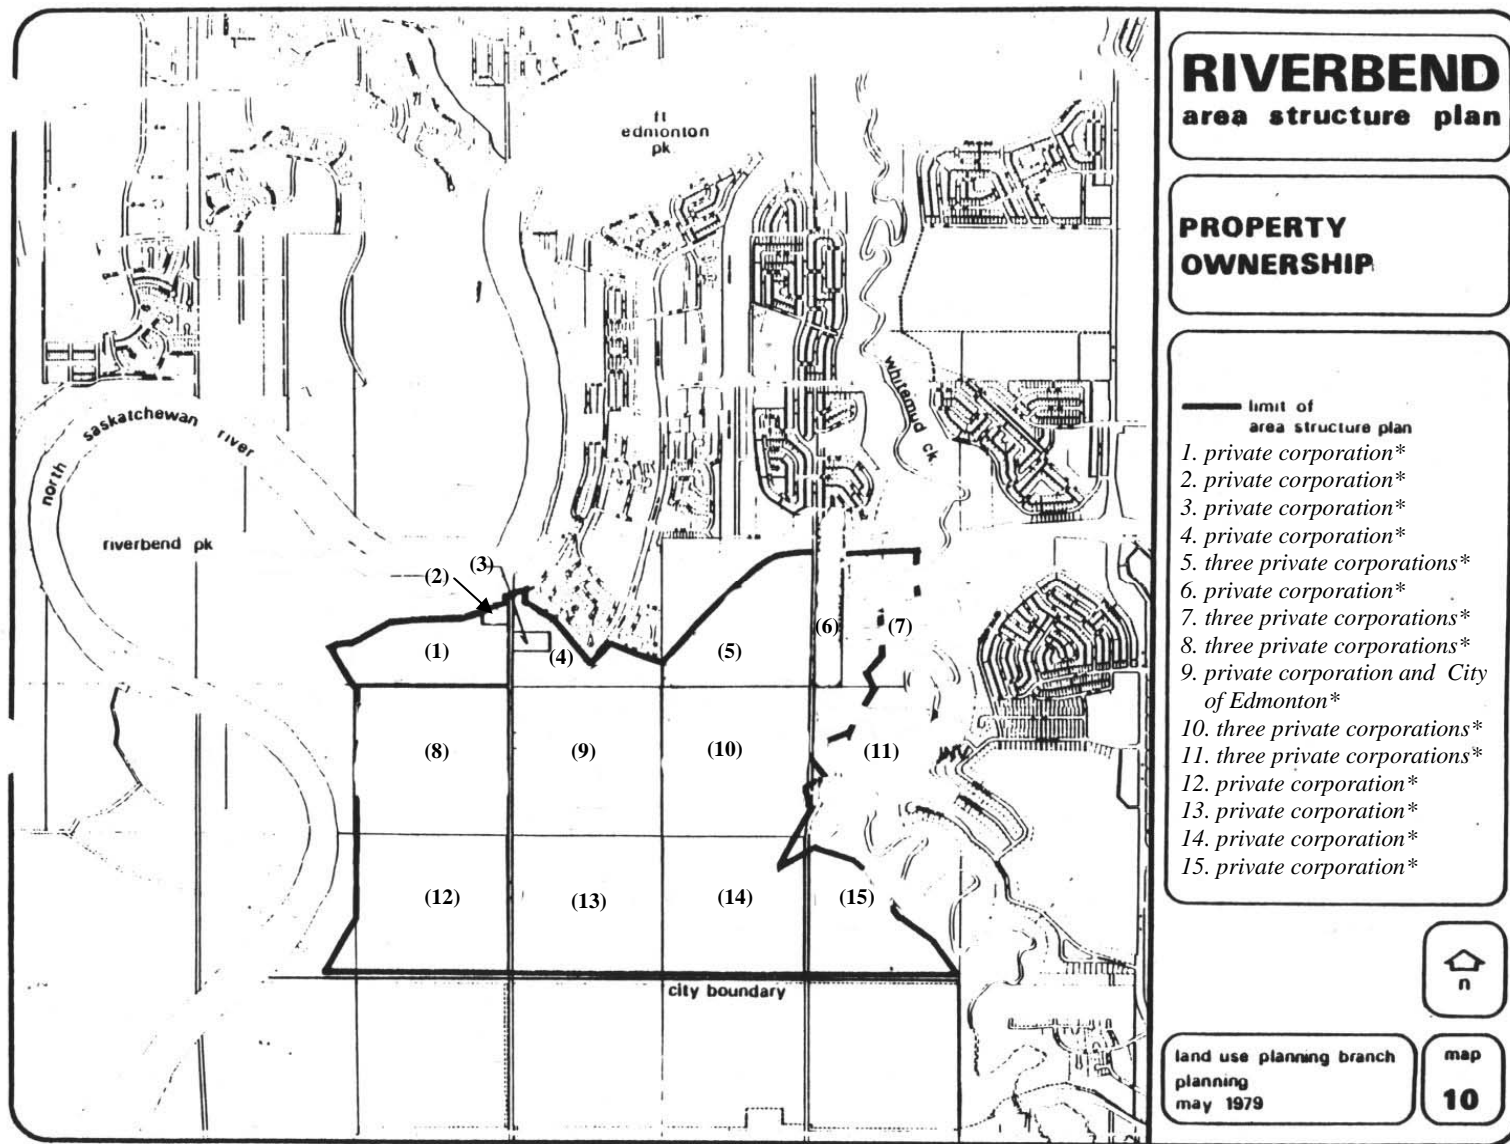 RIVERBEND
area structure plan
PROPERTY
OWNERSHIP
limit of
area structure plan
1. private corporation*
2. private corporation*
3. private corporation*
4. private corporation*
5. three private corporations*
6. private corporation*
7. three private corporations*
8. three private corporations*
9. private corporation and City
of Edmonton*
10. three private corporations*
11. three private corporations*
12. private corporation*
13. private corporation*
14. private corporation*
15. private corporation*
n
land use planning branch
planning
may 1979
map
10
ft
edmonton
pk
whitemud ck
north saskatchewan river
riverbend pk
(3)
(2)
(1)
(4)
(5)
(6)
(7)
(8)
(9)
(10)
(11)
(12)
(13)
(14)
(15)
city boundary